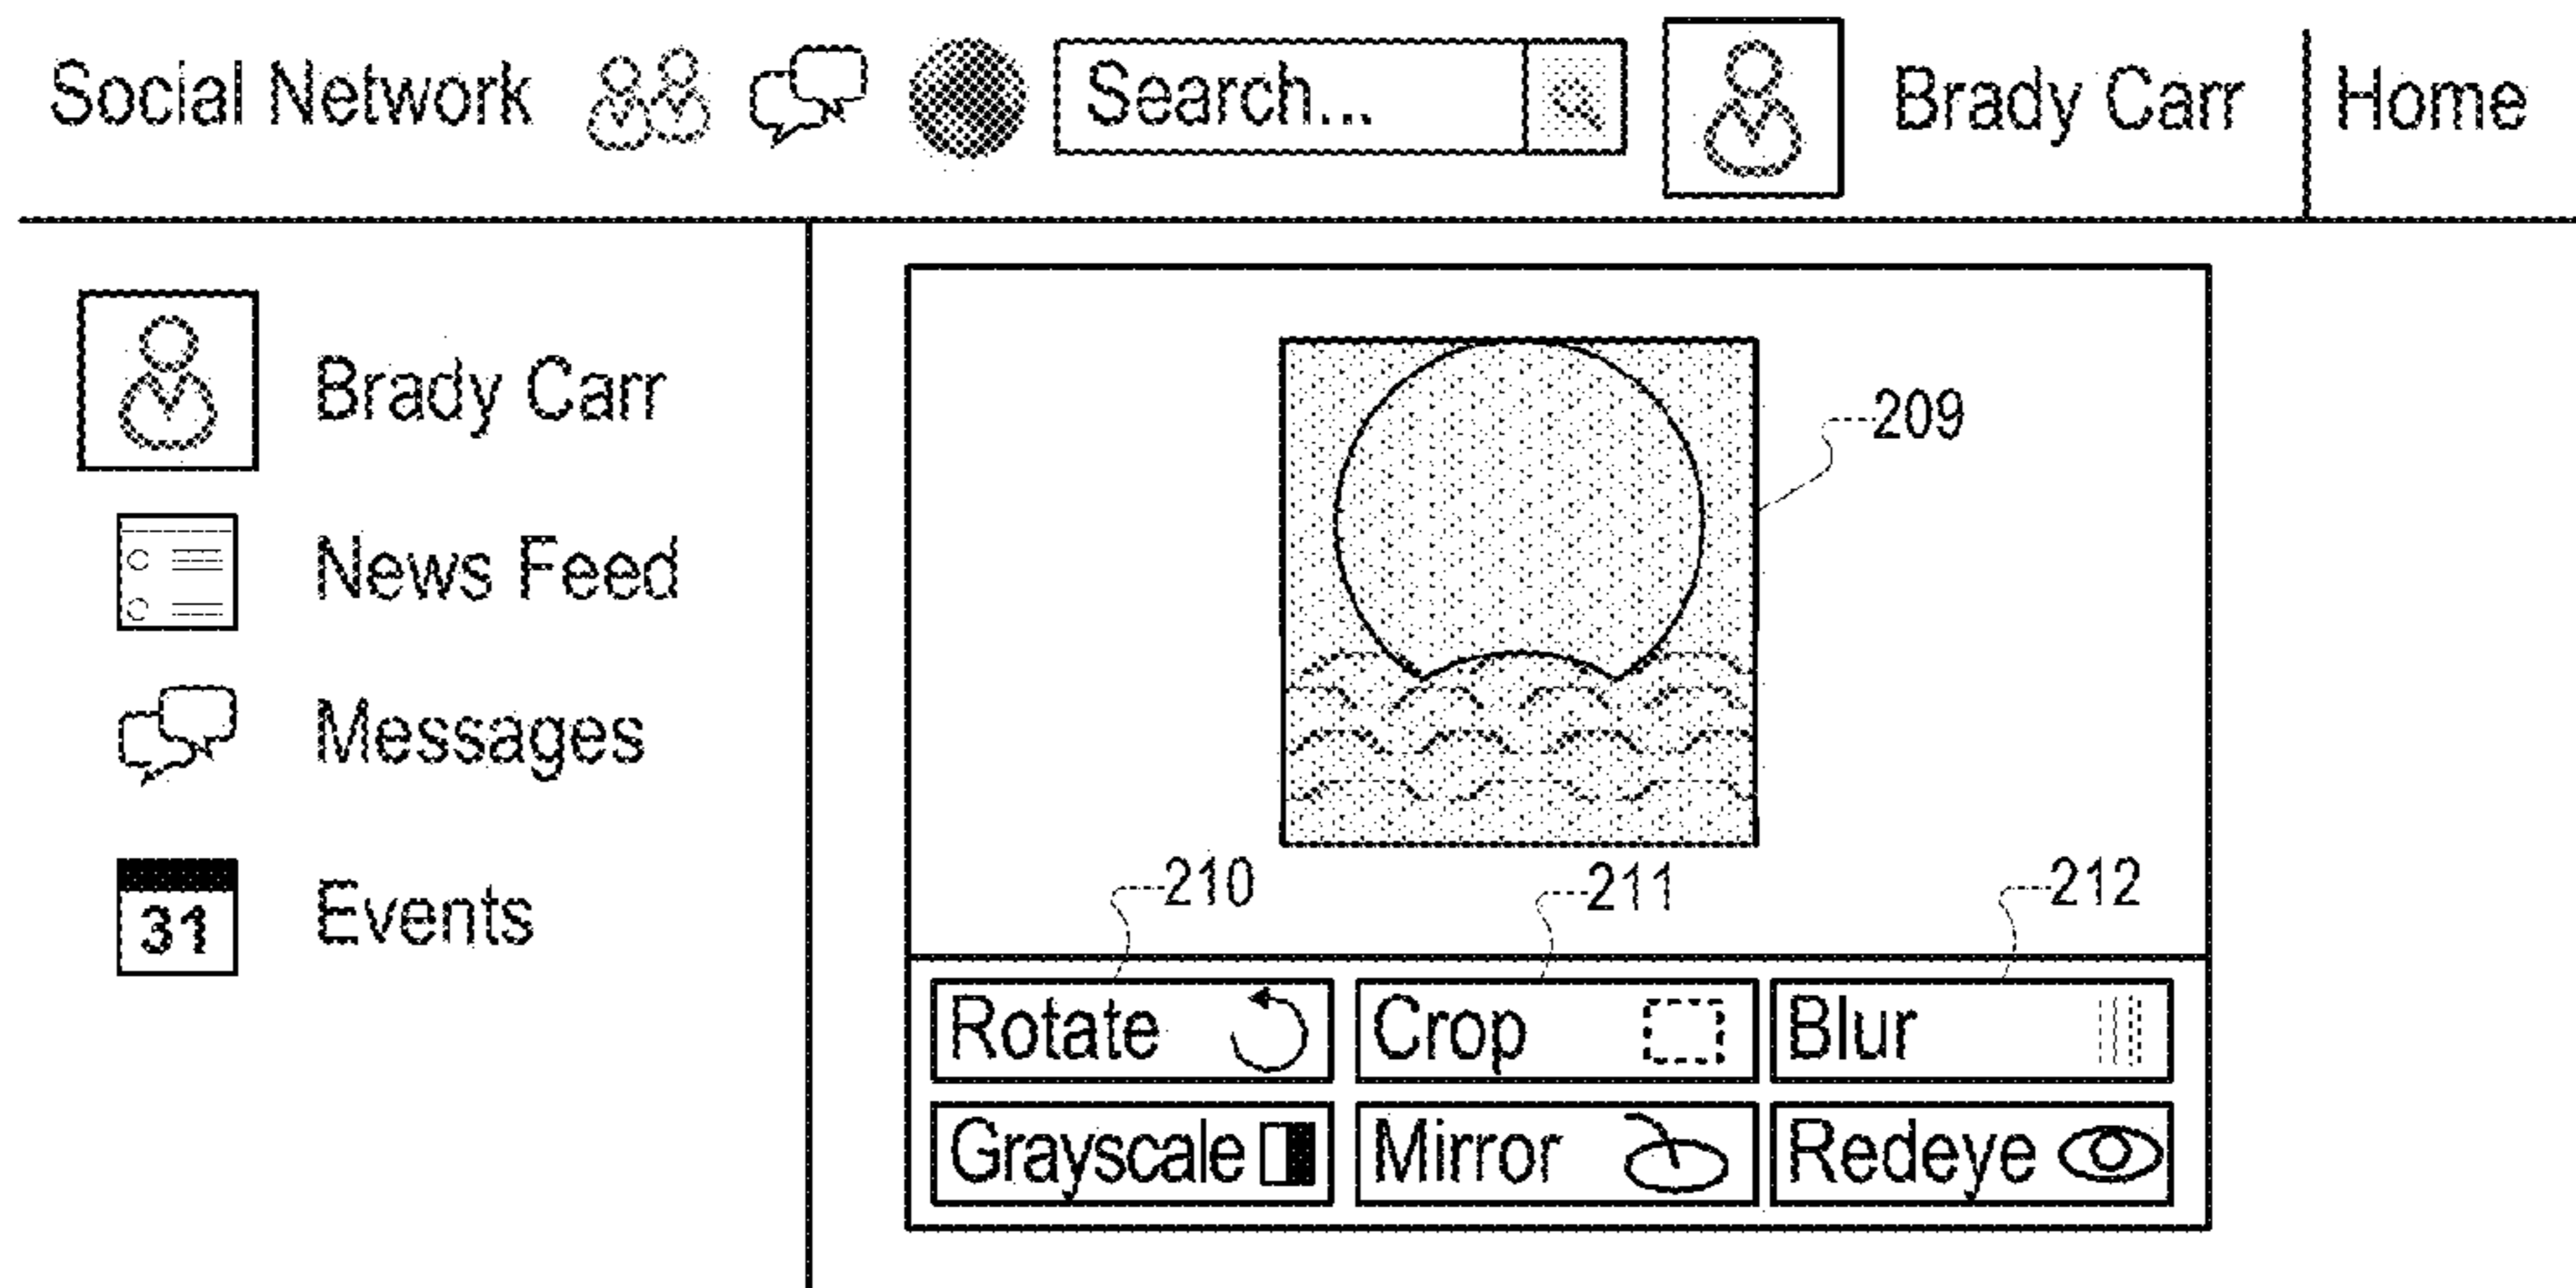 Social Network Search... Brady Carr Home
Brady Carr
News Feed
Messages
31 Events
209
210 211 212
Rotate Crop Blur
Grayscale Mirror Redeye